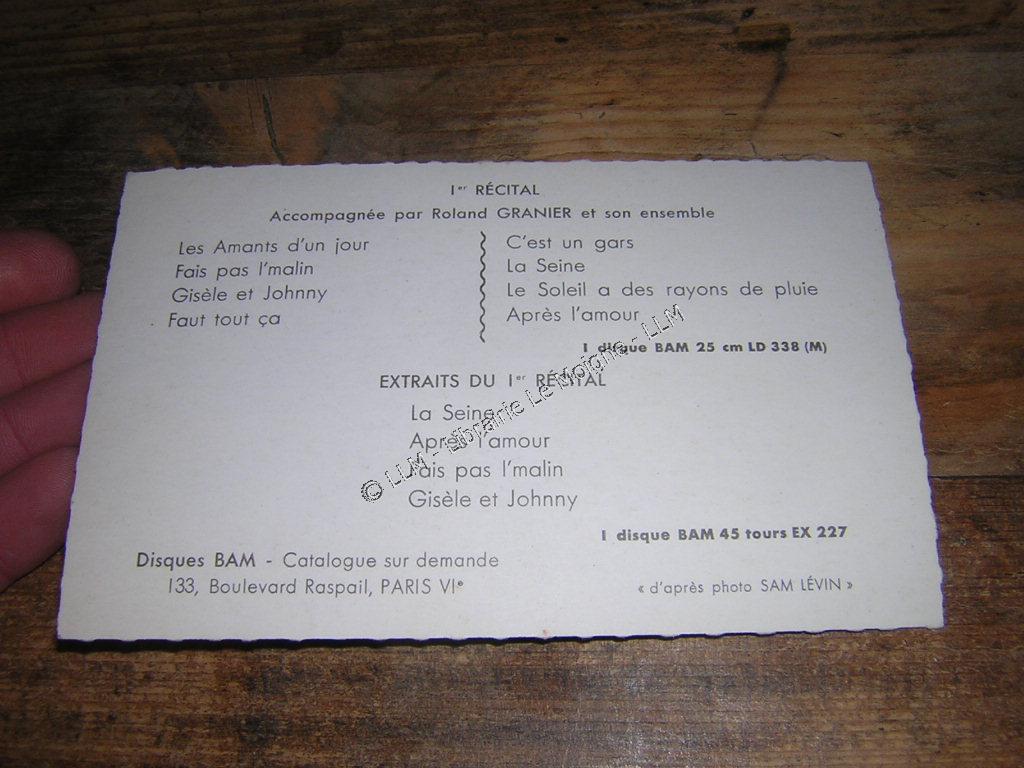 1er RÉCITAL
Accompagnée par Roland GRANIER et son ensemble
Les Amants d'un jour
Fais pas l'malin
Gisèle et Johnny
Faut tout ça
C'est un gars
La Seine
Le Soleil a des rayons de pluie
Après l'amour
1 disque BAM 25 cm LD 338 (M)
EXTRAITS DU 1er RÉCITAL
La Seine
Après l'amour
Fais pas l'malin
Gisèle et Johnny
1 disque BAM 45 tours EX 227
Disques BAM - Catalogue sur demande
133, Boulevard Raspail, PARIS VIe
« d'après photo SAM LÉVIN »
© LLM - Librairie Le Moigne - LLM